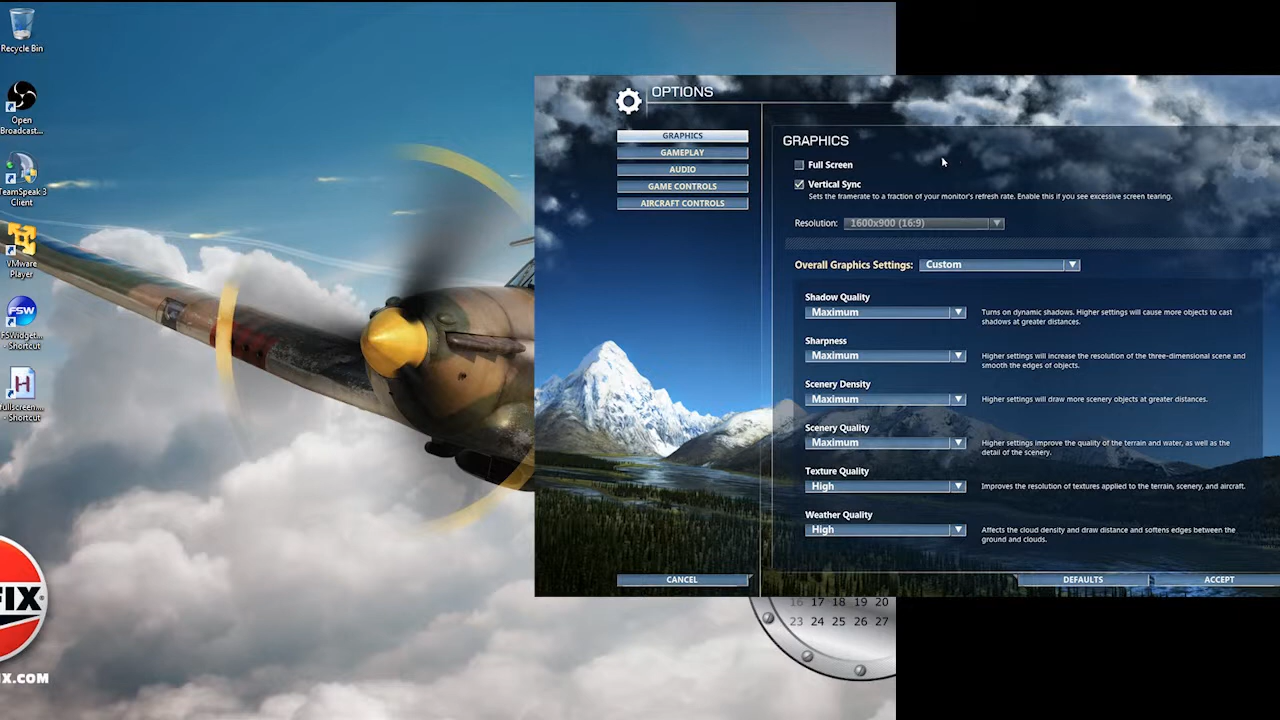 Recycle Bin
Open
Broadcast...
TeamSpeak 3
Client
VMware
Player
FSWidget...
- Shortcut
fullscreen...
- Shortcut
FSW
H
FIX
IX.COM
OPTIONS
GRAPHICS
GAMEPLAY
AUDIO
GAME CONTROLS
AIRCRAFT CONTROLS
CANCEL
GRAPHICS
Full Screen
Vertical Sync
Sets the framerate to a fraction of your monitor's refresh rate. Enable this if you see excessive screen tearing.
Resolution: 1600x900 (16:9)
Overall Graphics Settings: Custom
Shadow Quality
Maximum
Turns on dynamic shadows. Higher settings will cause more objects to cast
shadows at greater distances.
Sharpness
Maximum
Higher settings will increase the resolution of the three-dimensional scene and
smooth the edges of objects.
Scenery Density
Maximum
Higher settings will draw more scenery objects at greater distances.
Scenery Quality
Maximum
Higher settings improve the quality of the terrain and water, as well as the
detail of the scenery.
Texture Quality
High
Improves the resolution of textures applied to the terrain, scenery, and aircraft.
Weather Quality
High
Affects the cloud density and draw distance and softens edges between the
ground and clouds.
DEFAULTS
ACCEPT
16 17 18 19 20
23 24 25 26 27